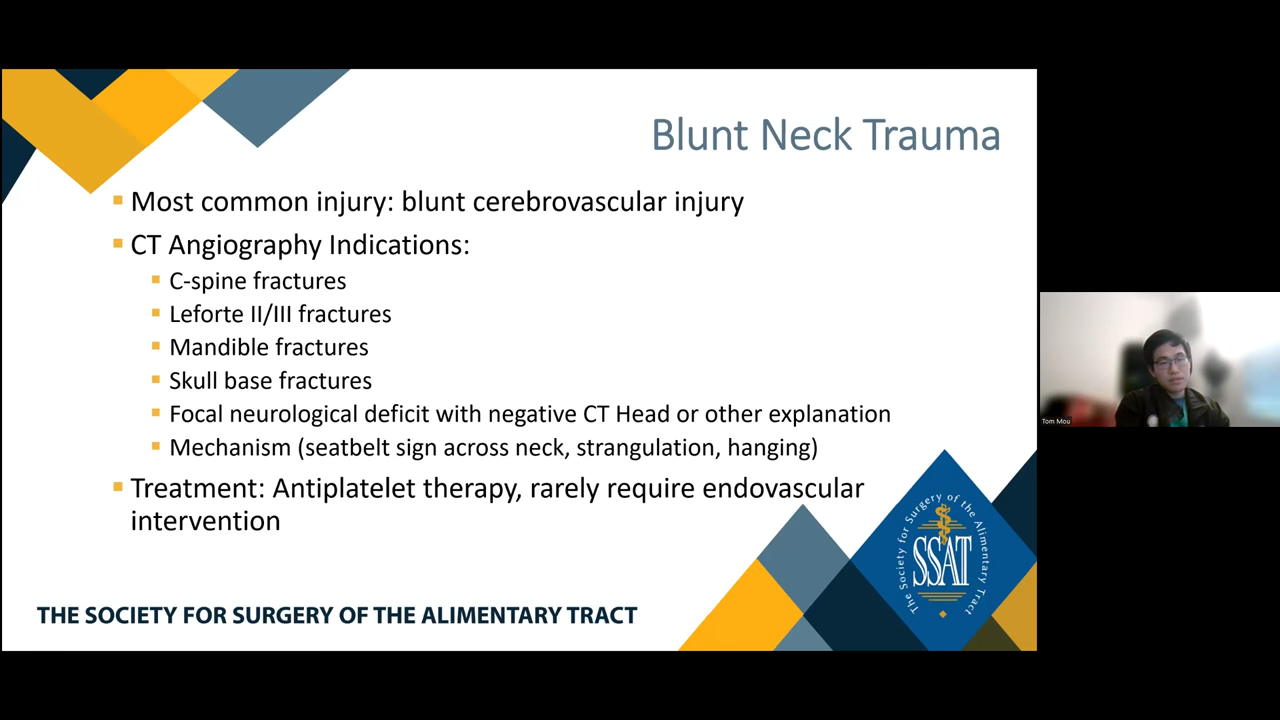 Blunt Neck Trauma
Most common injury: blunt cerebrovascular injury
CT Angiography Indications:
C-spine fractures
Leforte II/III fractures
Mandible fractures
Skull base fractures
Focal neurological deficit with negative CT Head or other explanation
Mechanism (seatbelt sign across neck, strangulation, hanging)
Treatment: Antiplatelet therapy, rarely require endovascular
intervention
THE SOCIETY FOR SURGERY OF THE ALIMENTARY TRACT
The Society for Surgery of the Alimentary Tract
SSAT
Tom Mou